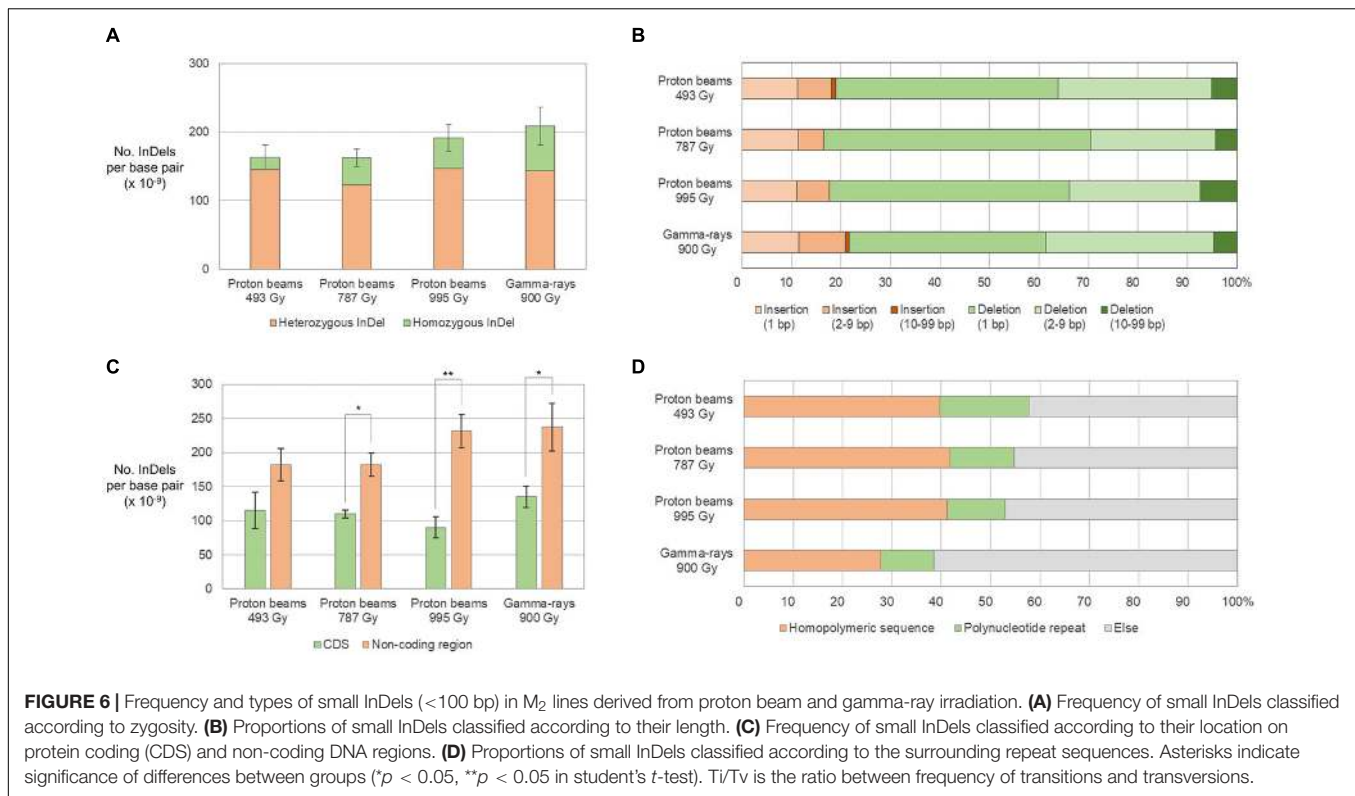 A
300
200
100
0
No. InDels
per base pair
(x 10⁻⁹)
Proton beams
493 Gy
Proton beams
787 Gy
Proton beams
995 Gy
Gamma-rays
900 Gy
Heterozygous InDel
Homozygous InDel
B
Proton beams
493 Gy
Proton beams
787 Gy
Proton beams
995 Gy
Gamma-rays
900 Gy
0 10 20 30 40 50 60 70 80 90 100%
Insertion
(1 bp)
Insertion
(2-9 bp)
Insertion
(10-99 bp)
Deletion
(1 bp)
Deletion
(2-9 bp)
Deletion
(10-99 bp)
C
300
250
200
150
100
50
0
No. InDels
per base pair
(x 10⁻⁹)
*
**
*
Proton beams
493 Gy
Proton beams
787 Gy
Proton beams
995 Gy
Gamma-rays
900 Gy
CDS
Non-coding region
D
Proton beams
493 Gy
Proton beams
787 Gy
Proton beams
995 Gy
Gamma-rays
900 Gy
0 10 20 30 40 50 60 70 80 90 100%
Homopolymeric sequence
Polynucleotide repeat
Else
FIGURE 6 | Frequency and types of small InDels (<100 bp) in M₂ lines derived from proton beam and gamma-ray irradiation. (A) Frequency of small InDels classified
according to zygosity. (B) Proportions of small InDels classified according to their length. (C) Frequency of small InDels classified according to their location on
protein coding (CDS) and non-coding DNA regions. (D) Proportions of small InDels classified according to the surrounding repeat sequences. Asterisks indicate
significance of differences between groups (*p < 0.05, **p < 0.05 in student's t-test). Ti/Tv is the ratio between frequency of transitions and transversions.